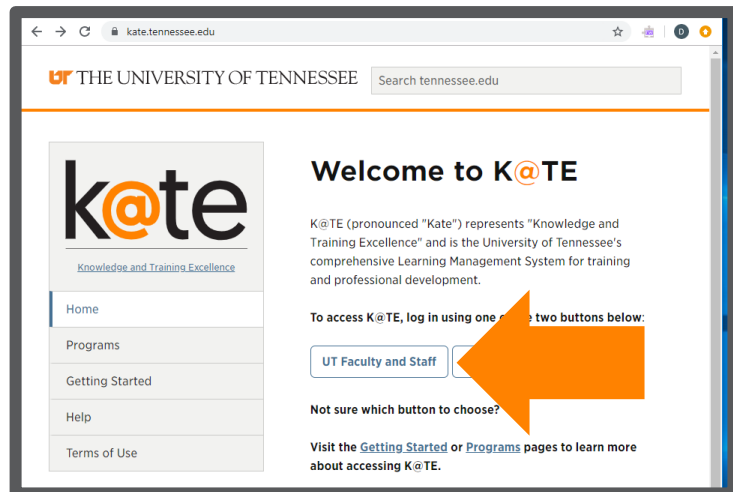 kate.tennessee.edu
D
UT THE UNIVERSITY OF TENNESSEE
Search tennessee.edu
k@te
Knowledge and Training Excellence
Home
Programs
Getting Started
Help
Terms of Use
Welcome to K@TE
K@TE (pronounced "Kate") represents "Knowledge and
Training Excellence" and is the University of Tennessee's
comprehensive Learning Management System for training
and professional development.
To access K@TE, log in using one two buttons below:
UT Faculty and Staff
Not sure which button to choose?
Visit the Getting Started or Programs pages to learn more
about accessing K@TE.